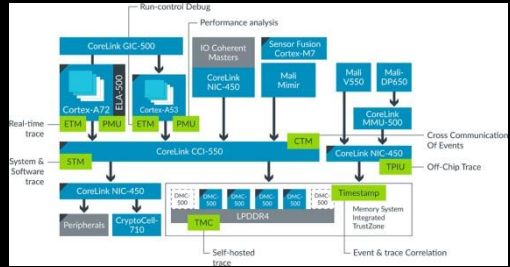 Run-control Debug
Performance analysis
CoreLink GIC-500
IO Coherent
Masters
CoreLink
NIC-450
Sensor Fusion
Cortex-M7
Mali
Mimir
Mali
V550
Mali-
DP650
Cortex-A72
ELA-500
Cortex-A53
CoreLink
MMU-500
Real-time
trace
ETM
PMU
ETM
PMU
CTM
Cross Communication
Of Events
System &
Software
trace
STM
CoreLink CCI-550
CoreLink NIC-450
TPIU
Off-Chip Trace
CoreLink NIC-450
Peripherals
CryptoCell-
710
DMC-
500
DMC-
500
DMC-
500
DMC-
500
DMC-
500
DMC-
500
Timestamp
LPDDR4
TMC
Memory System
Integrated
TrustZone
Self-hosted
trace
Event & trace Correlation